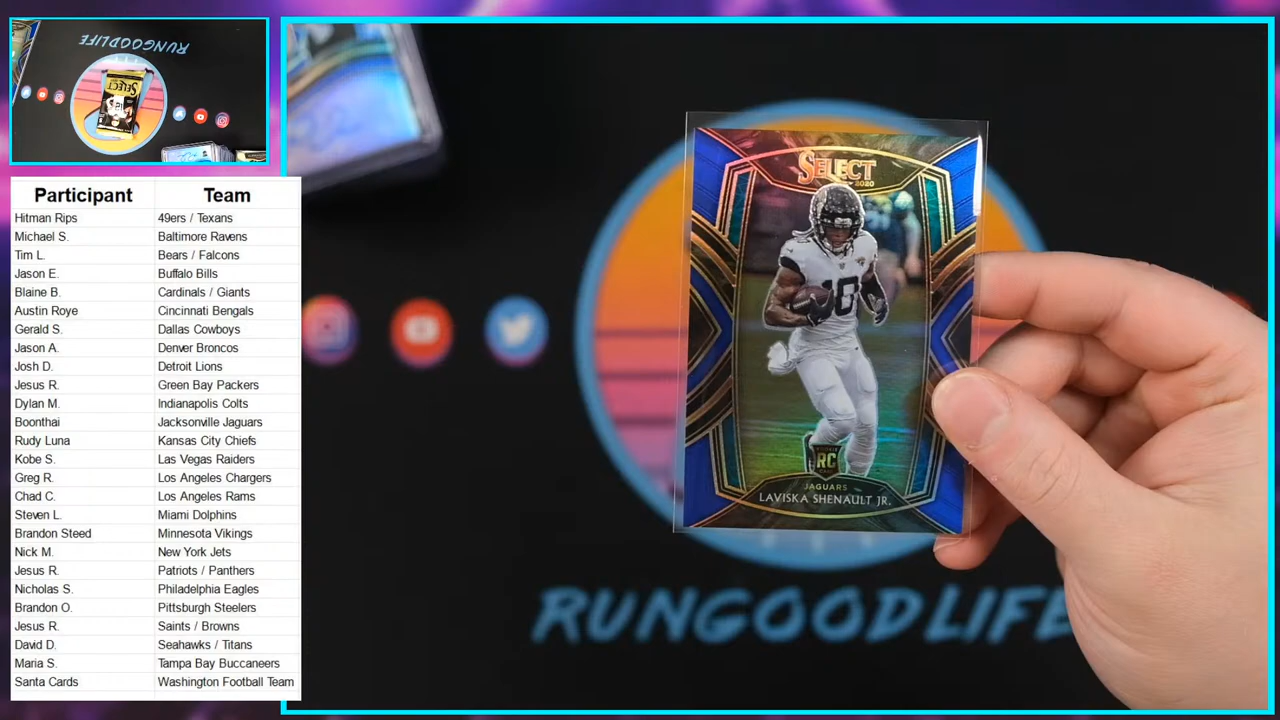 RUNGOODLIFE
SELECT
Participant Team
Hitman Rips 49ers / Texans
Michael S. Baltimore Ravens
Tim L. Bears / Falcons
Jason E. Buffalo Bills
Blaine B. Cardinals / Giants
Austin Roye Cincinnati Bengals
Gerald S. Dallas Cowboys
Jason A. Denver Broncos
Josh D. Detroit Lions
Jesus R. Green Bay Packers
Dylan M. Indianapolis Colts
Boonthai Jacksonville Jaguars
Rudy Luna Kansas City Chiefs
Kobe S. Las Vegas Raiders
Greg R. Los Angeles Chargers
Chad C. Los Angeles Rams
Steven L. Miami Dolphins
Brandon Steed Minnesota Vikings
Nick M. New York Jets
Jesus R. Patriots / Panthers
Nicholas S. Philadelphia Eagles
Brandon O. Pittsburgh Steelers
Jesus R. Saints / Browns
David D. Seahawks / Titans
Maria S. Tampa Bay Buccaneers
Santa Cards Washington Football Team
SELECT
2020
10
ROOKIE
RC
JAGUARS
LAVISKA SHENAULT JR.
RUNGOODLIFE